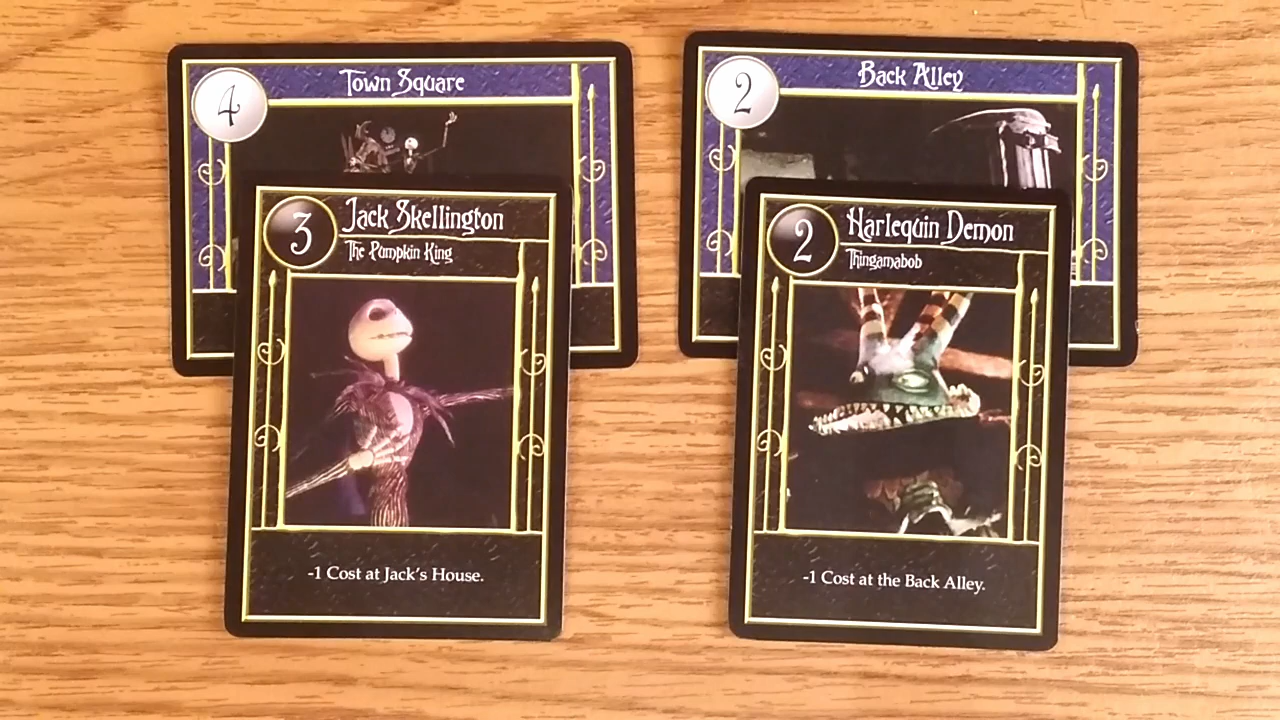 4
Town Square
2
Back Alley
3
Jack Skellington
The Pumpkin King
-1 Cost at Jack's House.
2
Harlequin Demon
Thingamabob
-1 Cost at the Back Alley.